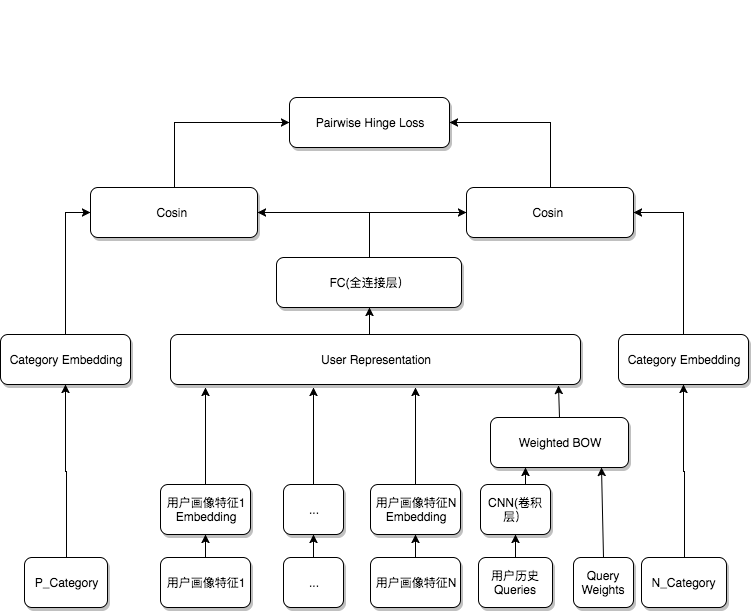 Pairwise Hinge Loss
Cosin
Cosin
FC(全连接层）
Category Embedding
User Representation
Category Embedding
Weighted BOW
用户画像特征1
Embedding
...
用户画像特征N
Embedding
CNN(卷积
层）
P_Category
用户画像特征1
...
用户画像特征N
用户历史
Queries
Query
Weights
N_Category